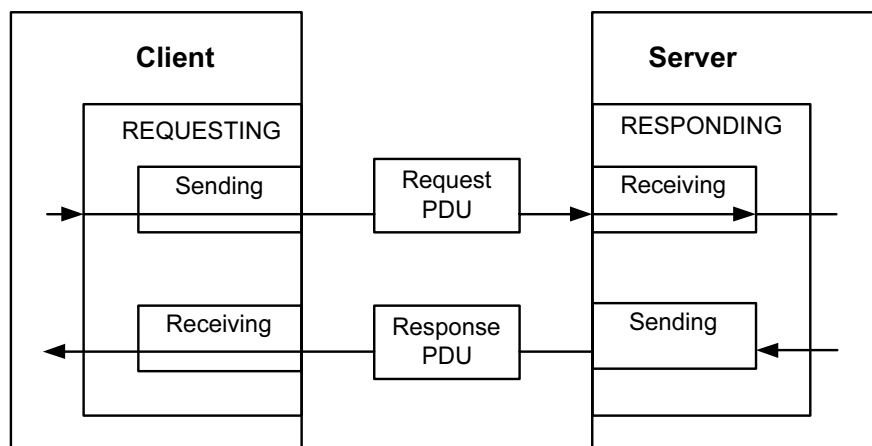 Client
Server
REQUESTING
RESPONDING
Sending
Request
PDU
Receiving
Receiving
Response
PDU
Sending